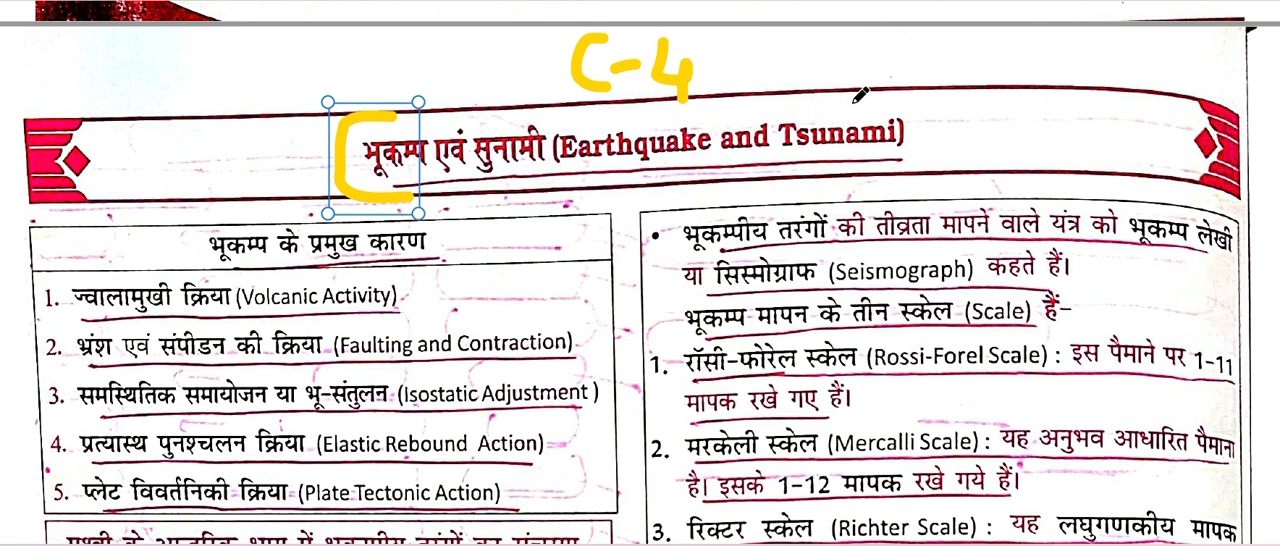 C-4
भूकम्प एवं सुनामी (Earthquake and Tsunami)
भूकम्प के प्रमुख कारण
1. ज्वालामुखी क्रिया (Volcanic Activity)
2. भ्रंश एवं संपीडन की क्रिया (Faulting and Contraction)
3. समस्थितिक समायोजन या भू-संतुलन (Isostatic Adjustment)
4. प्रत्यास्थ पुनश्चलन क्रिया (Elastic Rebound Action)
5. प्लेट विवर्तनिकी क्रिया (Plate Tectonic Action)
• भूकम्पीय तरंगों की तीव्रता मापने वाले यंत्र को भूकम्प लेखी
या सिस्मोग्राफ (Seismograph) कहते हैं।
भूकम्प मापन के तीन स्केल (Scale) हैं-
1. रॉसी-फोरेल स्केल (Rossi-Forel Scale) : इस पैमाने पर 1-11
मापक रखे गए हैं।
2. मरकेली स्केल (Mercalli Scale) : यह अनुभव आधारित पैमाना
है। इसके 1-12 मापक रखे गये हैं।
3. रिक्टर स्केल (Richter Scale) : यह लघुगणकीय मापक